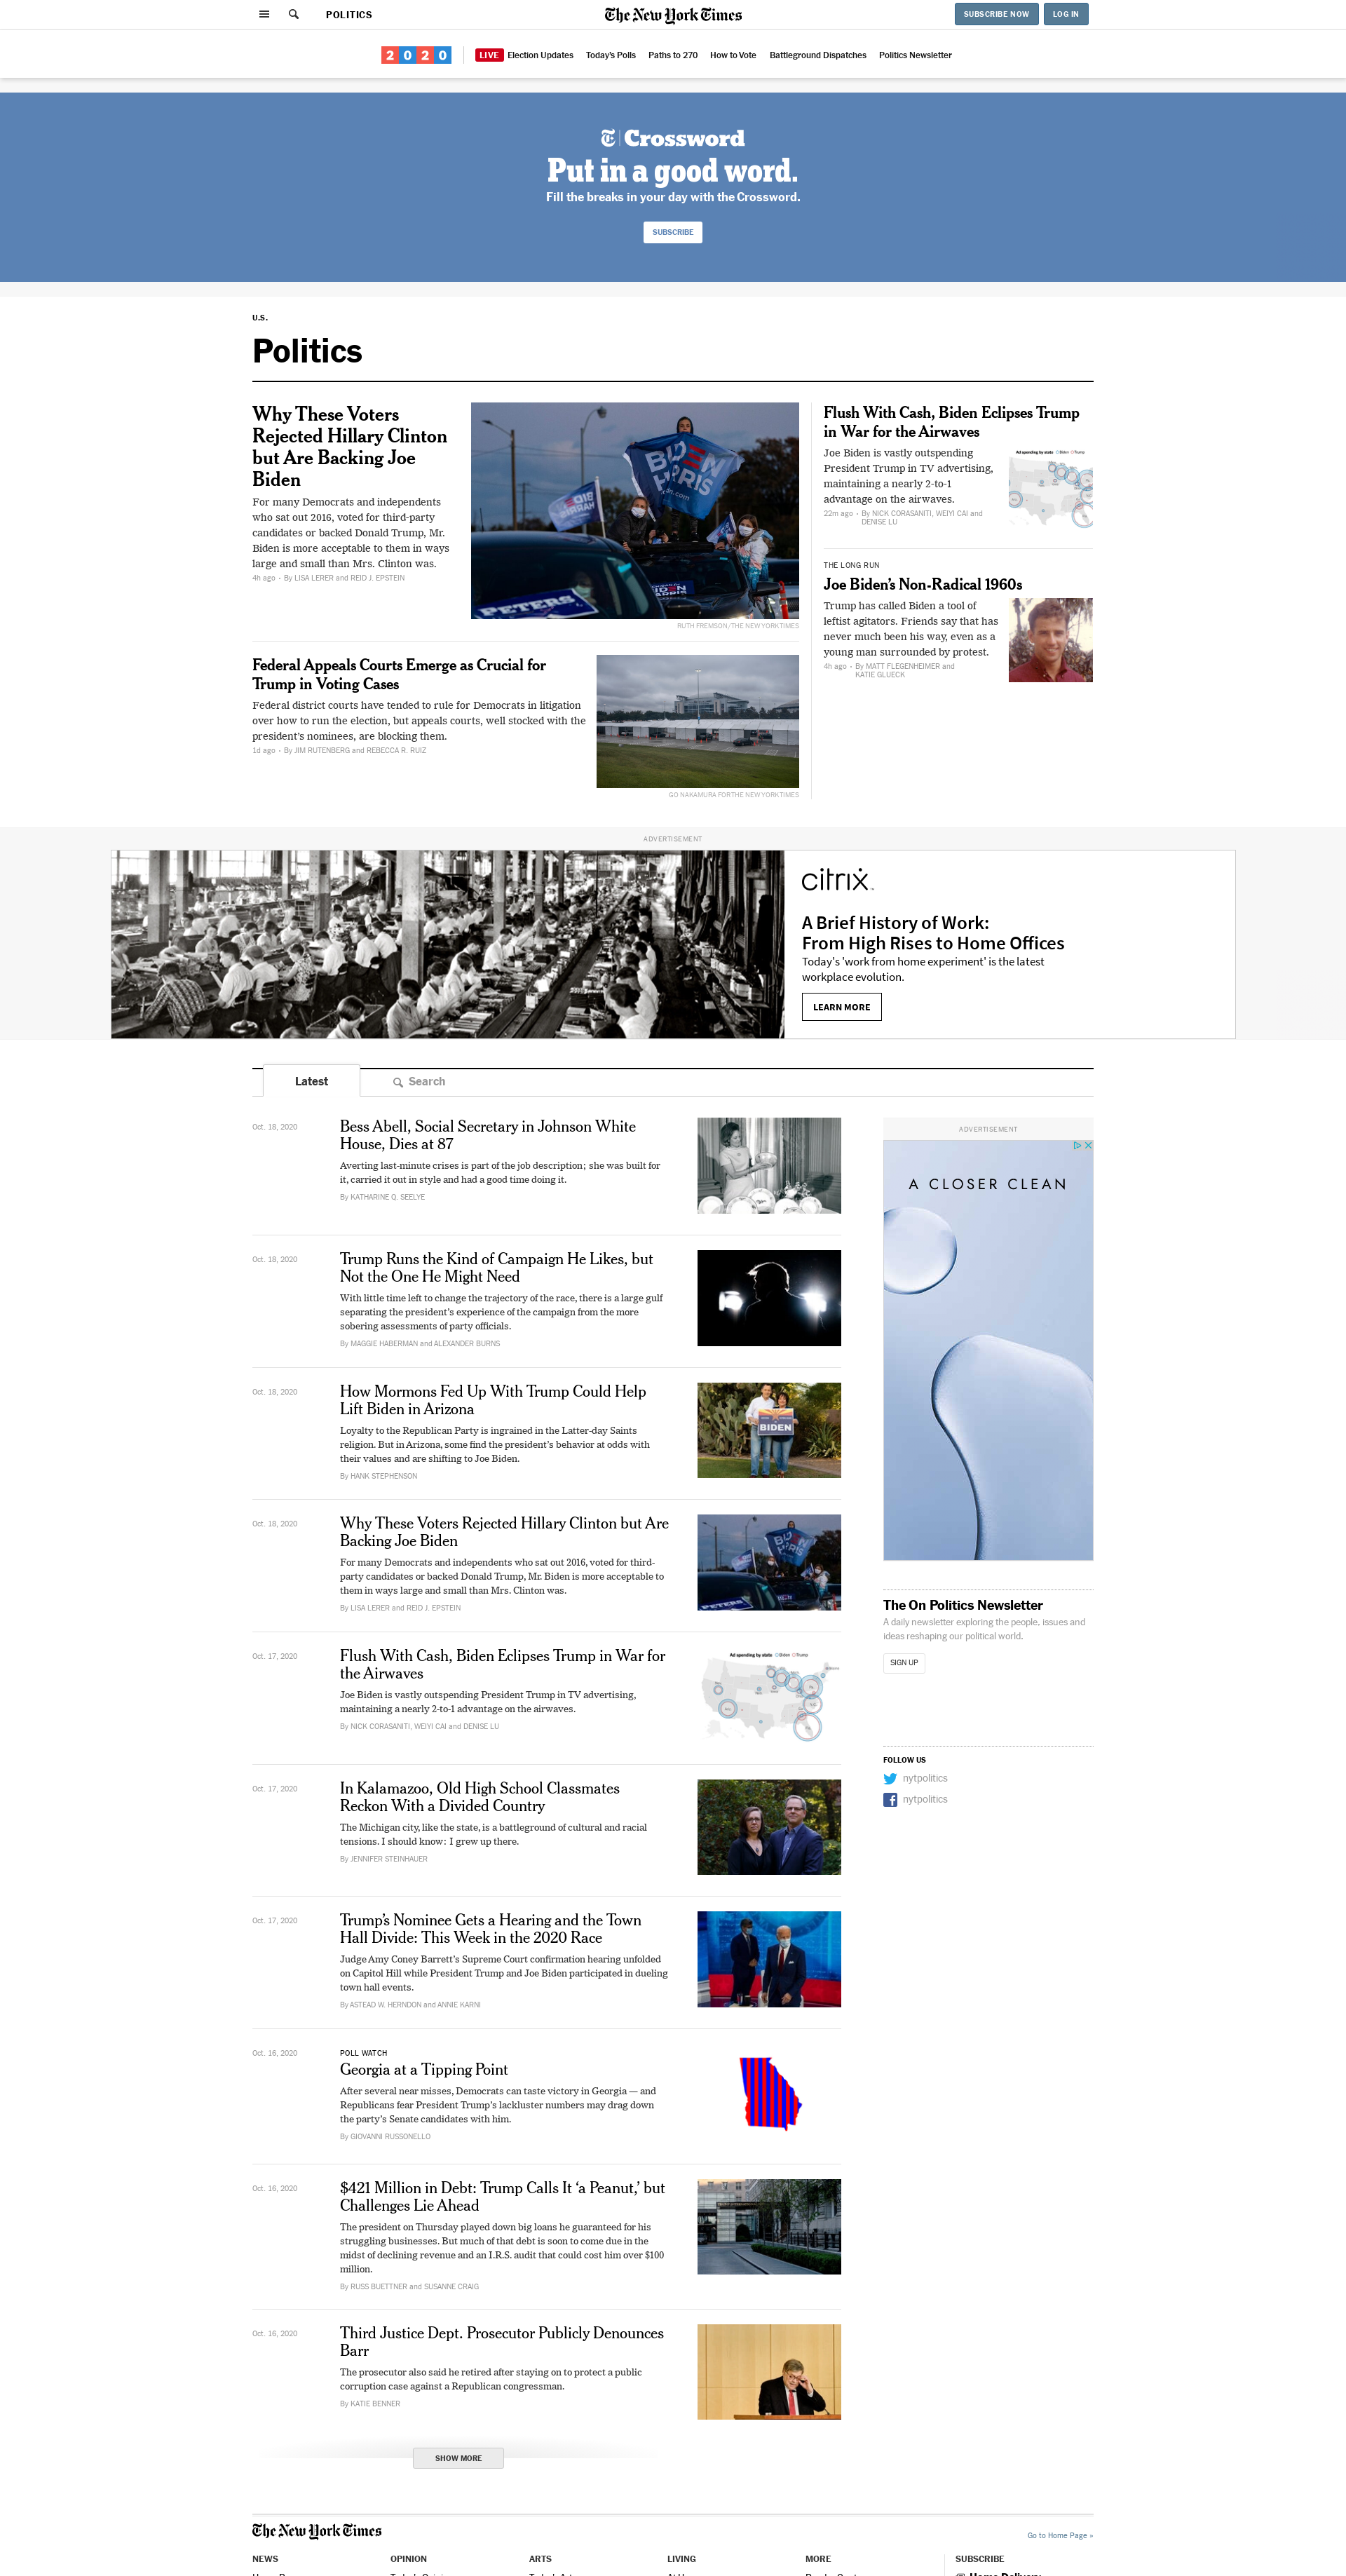 POLITICS
The New York Times
SUBSCRIBE NOW
LOG IN
2020
LIVE Election Updates
Today's Polls
Paths to 270
How to Vote
Battleground Dispatches
Politics Newsletter
Crossword
Put in a good word.
Fill the breaks in your day with the Crossword.
SUBSCRIBE
U.S.
Politics
Why These Voters
Rejected Hillary Clinton
but Are Backing Joe
Biden
For many Democrats and independents
who sat out 2016, voted for third-party
candidates or backed Donald Trump, Mr.
Biden is more acceptable to them in ways
large and small than Mrs. Clinton was.
4h ago · By LISA LERER and REID J. EPSTEIN
BIDEN
HARRIS
PETERS
RUTH FREMSON/THE NEW YORK TIMES
Federal Appeals Courts Emerge as Crucial for
Trump in Voting Cases
Federal district courts have tended to rule for Democrats in litigation
over how to run the election, but appeals courts, well stocked with the
president's nominees, are blocking them.
1d ago · By JIM RUTENBERG and REBECCA R. RUIZ
GO NAKAMURA FOR THE NEW YORK TIMES
Flush With Cash, Biden Eclipses Trump
in War for the Airwaves
Joe Biden is vastly outspending
President Trump in TV advertising,
maintaining a nearly 2-to-1
advantage on the airwaves.
22m ago · By NICK CORASANITI, WEIYI CAI and
DENISE LU
Ad spending by state Biden Trump
THE LONG RUN
Joe Biden's Non-Radical 1960s
Trump has called Biden a tool of
leftist agitators. Friends say that has
never much been his way, even as a
young man surrounded by protest.
4h ago · By MATT FLEGENHEIMER and
KATIE GLUECK
ADVERTISEMENT
citrix
A Brief History of Work:
From High Rises to Home Offices
Today's 'work from home experiment' is the latest
workplace evolution.
LEARN MORE
Latest
Search
Oct. 18, 2020
Bess Abell, Social Secretary in Johnson White
House, Dies at 87
Averting last-minute crises is part of the job description; she was built for
it, carried it out in style and had a good time doing it.
By KATHARINE Q. SEELYE
Oct. 18, 2020
Trump Runs the Kind of Campaign He Likes, but
Not the One He Might Need
With little time left to change the trajectory of the race, there is a large gulf
separating the president's experience of the campaign from the more
sobering assessments of party officials.
By MAGGIE HABERMAN and ALEXANDER BURNS
Oct. 18, 2020
How Mormons Fed Up With Trump Could Help
Lift Biden in Arizona
Loyalty to the Republican Party is ingrained in the Latter-day Saints
religion. But in Arizona, some find the president's behavior at odds with
their values and are shifting to Joe Biden.
By HANK STEPHENSON
BIDEN
Oct. 18, 2020
Why These Voters Rejected Hillary Clinton but Are
Backing Joe Biden
For many Democrats and independents who sat out 2016, voted for third-
party candidates or backed Donald Trump, Mr. Biden is more acceptable to
them in ways large and small than Mrs. Clinton was.
By LISA LERER and REID J. EPSTEIN
Oct. 17, 2020
Flush With Cash, Biden Eclipses Trump in War for
the Airwaves
Joe Biden is vastly outspending President Trump in TV advertising,
maintaining a nearly 2-to-1 advantage on the airwaves.
By NICK CORASANITI, WEIYI CAI and DENISE LU
Ad spending by state Biden Trump
Oct. 17, 2020
In Kalamazoo, Old High School Classmates
Reckon With a Divided Country
The Michigan city, like the state, is a battleground of cultural and racial
tensions. I should know: I grew up there.
By JENNIFER STEINHAUER
Oct. 17, 2020
Trump's Nominee Gets a Hearing and the Town
Hall Divide: This Week in the 2020 Race
Judge Amy Coney Barrett's Supreme Court confirmation hearing unfolded
on Capitol Hill while President Trump and Joe Biden participated in dueling
town hall events.
By ASTEAD W. HERNDON and ANNIE KARNI
Oct. 16, 2020
POLL WATCH
Georgia at a Tipping Point
After several near misses, Democrats can taste victory in Georgia — and
Republicans fear President Trump's lackluster numbers may drag down
the party's Senate candidates with him.
By GIOVANNI RUSSONELLO
Oct. 16, 2020
$421 Million in Debt: Trump Calls It 'a Peanut,' but
Challenges Lie Ahead
The president on Thursday played down big loans he guaranteed for his
struggling businesses. But much of that debt is soon to come due in the
midst of declining revenue and an I.R.S. audit that could cost him over $100
million.
By RUSS BUETTNER and SUSANNE CRAIG
Oct. 16, 2020
Third Justice Dept. Prosecutor Publicly Denounces
Barr
The prosecutor also said he retired after staying on to protect a public
corruption case against a Republican congressman.
By KATIE BENNER
SHOW MORE
ADVERTISEMENT
A CLOSER CLEAN
The On Politics Newsletter
A daily newsletter exploring the people, issues and
ideas reshaping our political world.
SIGN UP
FOLLOW US
nytpolitics
nytpolitics
The New York Times
Go to Home Page »
NEWS
OPINION
ARTS
LIVING
MORE
SUBSCRIBE